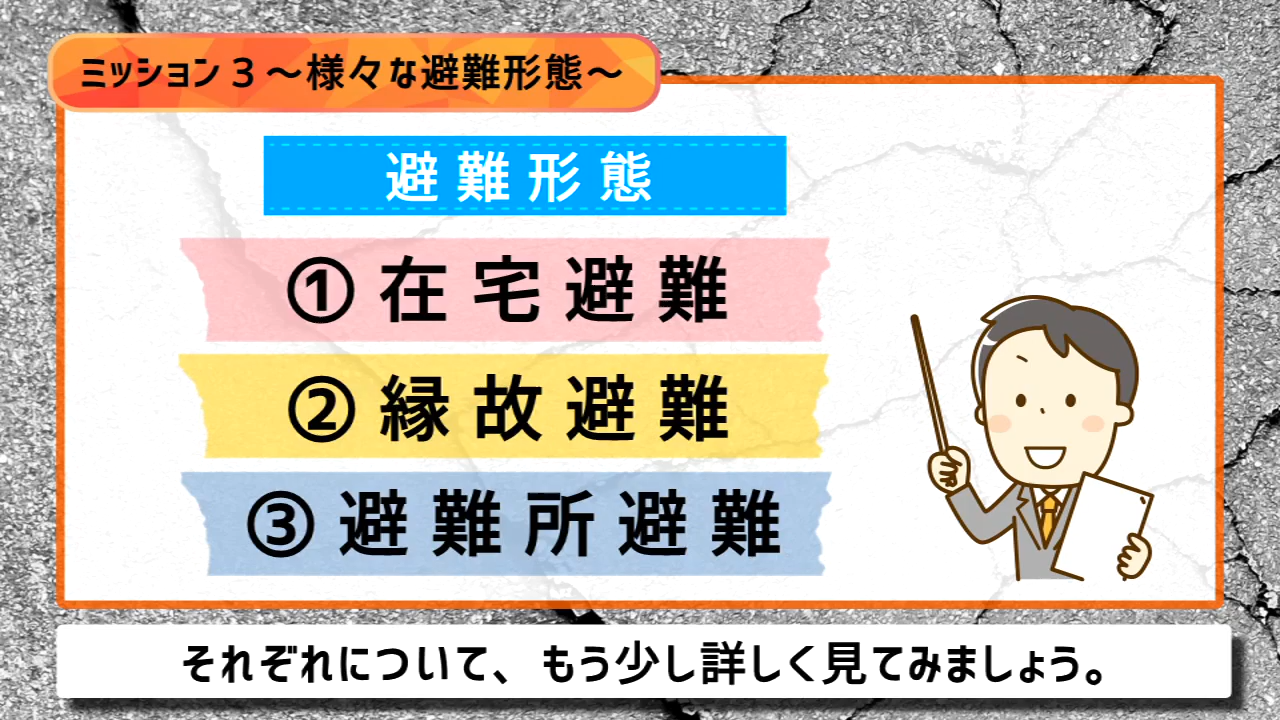 ミッション３～様々な避難形態～
避難形態
①在宅避難
②縁故避難
③避難所避難
それぞれについて、もう少し詳しく見てみましょう。